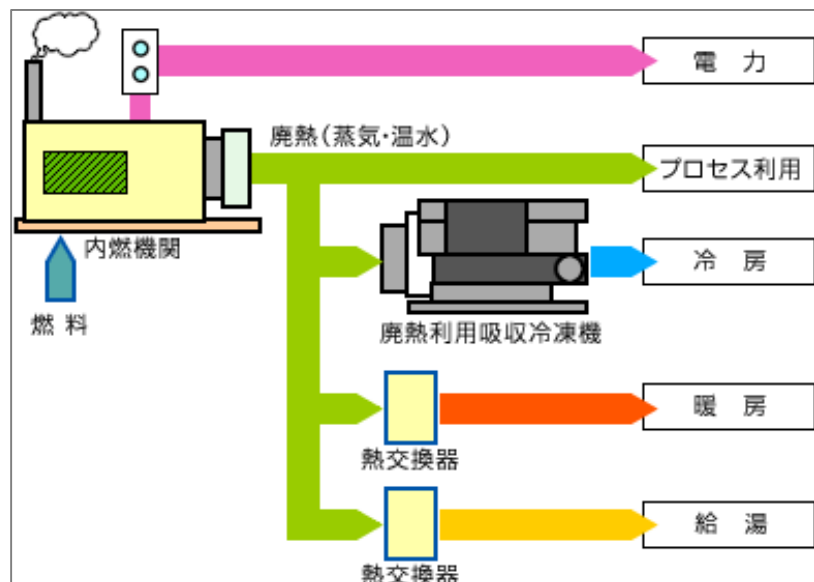 電 力
廃熱(蒸気・温水)
プロセス利用
内燃機関
冷 房
燃 料
廃熱利用吸収冷凍機
暖 房
熱交換器
給 湯
熱交換器